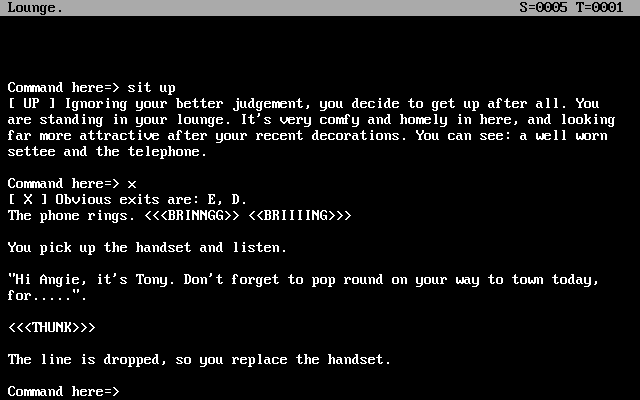 Lounge. S=0005 T=0001
Command here=> sit up
[ UP ] Ignoring your better judgement, you decide to get up after all. You
are standing in your lounge. It's very comfy and homely in here, and looking
far more attractive after your recent decorations. You can see: a well worn
settee and the telephone.
Command here=> x
[ X ] Obvious exits are: E, D.
The phone rings. <<<BRINNGG>> <<BRIIIING>>>
You pick up the handset and listen.
"Hi Angie, it's Tony. Don't forget to pop round on your way to town today,
for.....".
<<<THUNK>>>
The line is dropped, so you replace the handset.
Command here=>